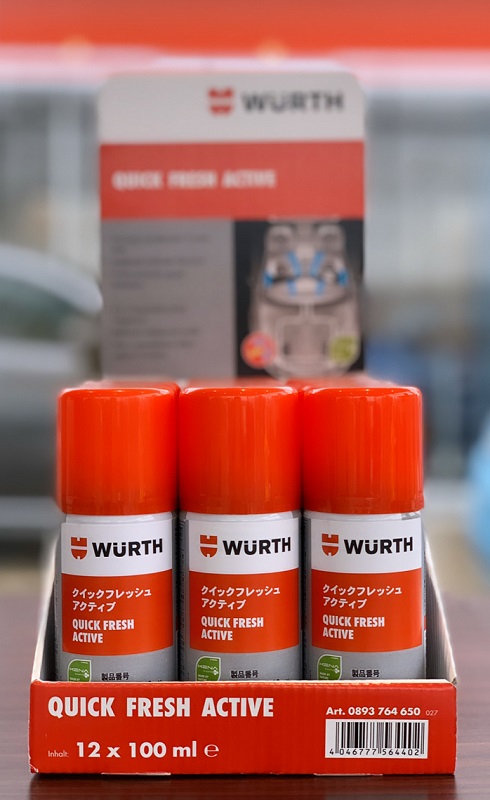 WÜRTH
QUICK FRESH ACTIVE
WÜRTH
クイックフレッシュ
アクティブ
QUICK FRESH
ACTIVE
製品番号
WÜRTH
クイックフレッシュ
アクティブ
QUICK FRESH
ACTIVE
製品番号
WÜRTH
クイックフレッシュ
アクティブ
QUICK FRESH
ACTIVE
製品番号
QUICK FRESH ACTIVE
Art. 0893 764 650 027
Inhalt: 12 x 100 ml ℮
4 046777 564402